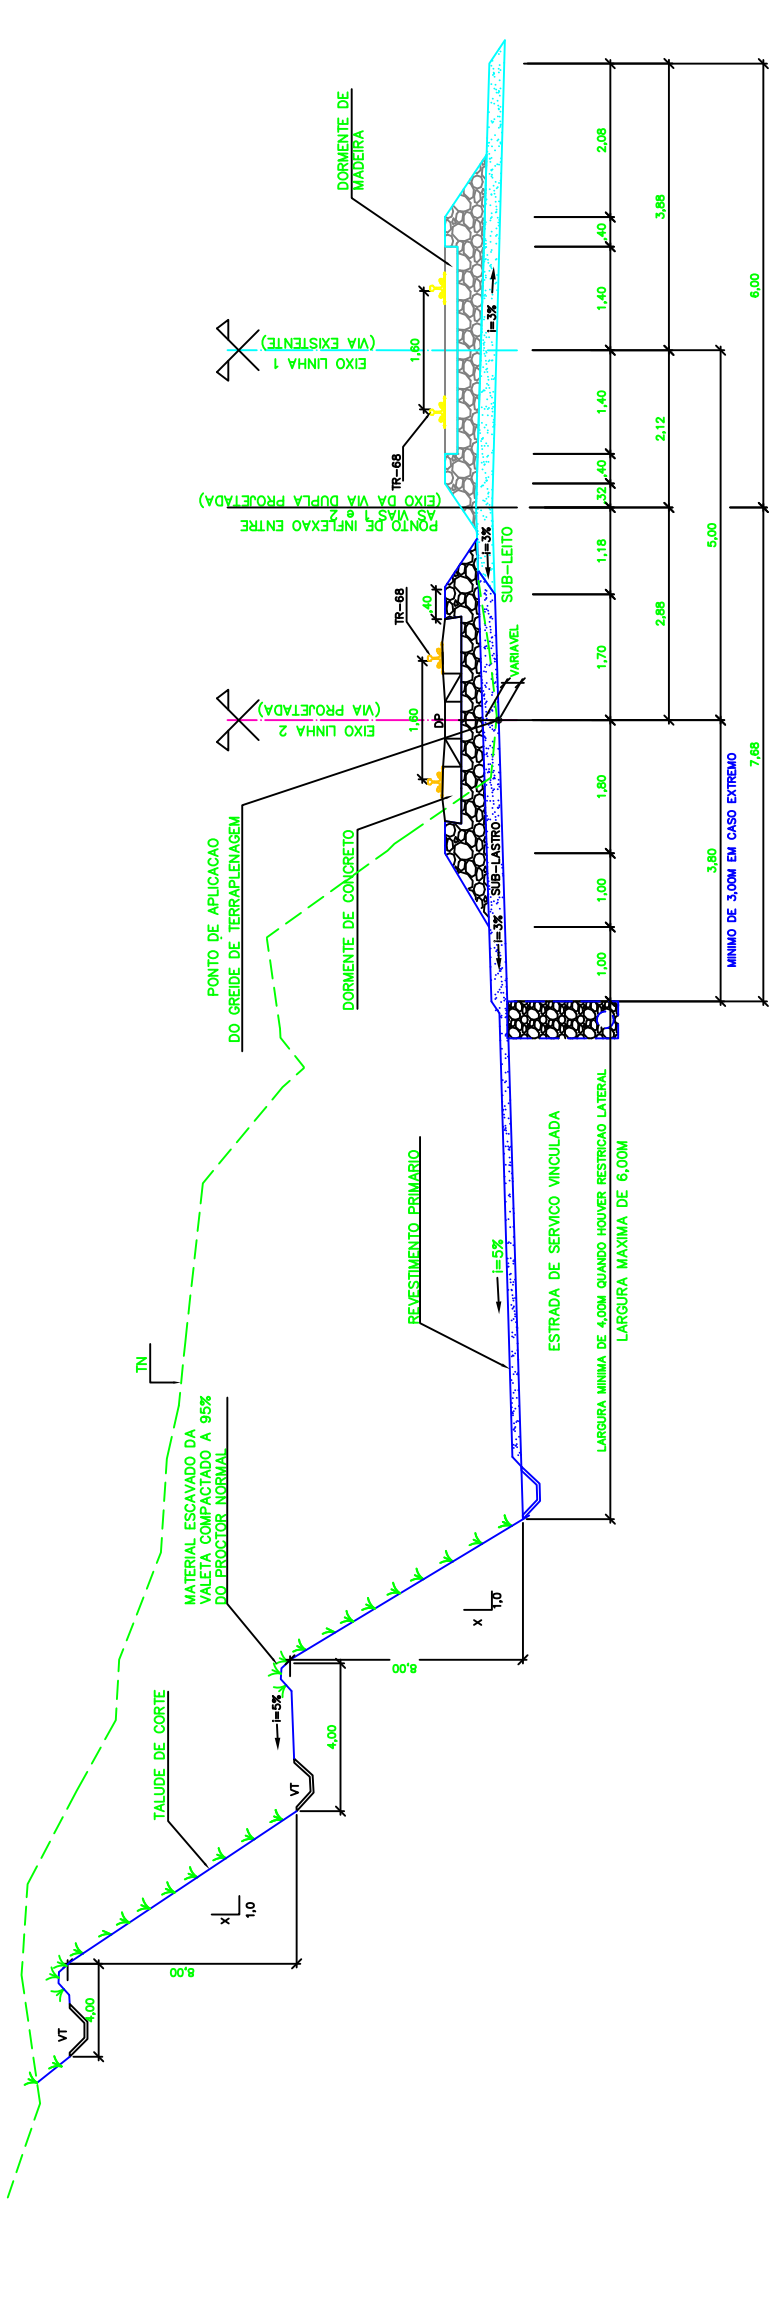 TALUDE DE CORTE
MATERIAL ESCAVADO DA
VALETA COMPACTADO A 95%
DO PROCTOR NORMAL
TN
PONTO DE APLICACAO
DO GREIDE DE TERRAPLENAGEM
DORMENTE DE CONCRETO
REVESTIMENTO PRIMARIO
EIXO LINHA 2
(VIA PROJETADA)
PONTO DE INFLEXAO ENTRE
AS VIAS 1 e 2
(EIXO DA VIA DUPLA PROJETADA)
EIXO LINHA 1
(VIA EXISTENTE)
DORMENTE DE
MADEIRA
TR-68
TR-68
1,60
1,60
,40
DP
VT
4,00
8,00
X
1,0
VT
i=5%
4,00
8,00
X
1,0
i=5%
i=3%
SUB-LASTRO
i=3%
SUB-LEITO
i=3%
VARIAVEL
ESTRADA DE SERVICO VINCULADA
LARGURA MINIMA DE 4,00M QUANDO HOUVER RESTRICAO LATERAL
LARGURA MAXIMA DE 6,00M
1,00
1,00
1,80
1,70
1,18
,32
,40
1,40
1,40
,40
2,08
2,88
2,12
3,88
3,80
5,00
MINIMO DE 3,00M EM CASO EXTREMO
7,68
6,00